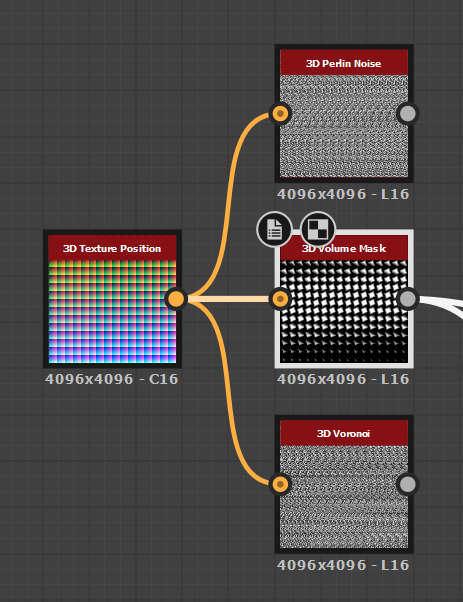 3D Perlin Noise
4096x4096 - L16
3D Texture Position
4096x4096 - C16
3D Volume Mask
4096x4096 - L16
3D Voronoi
4096x4096 - L16